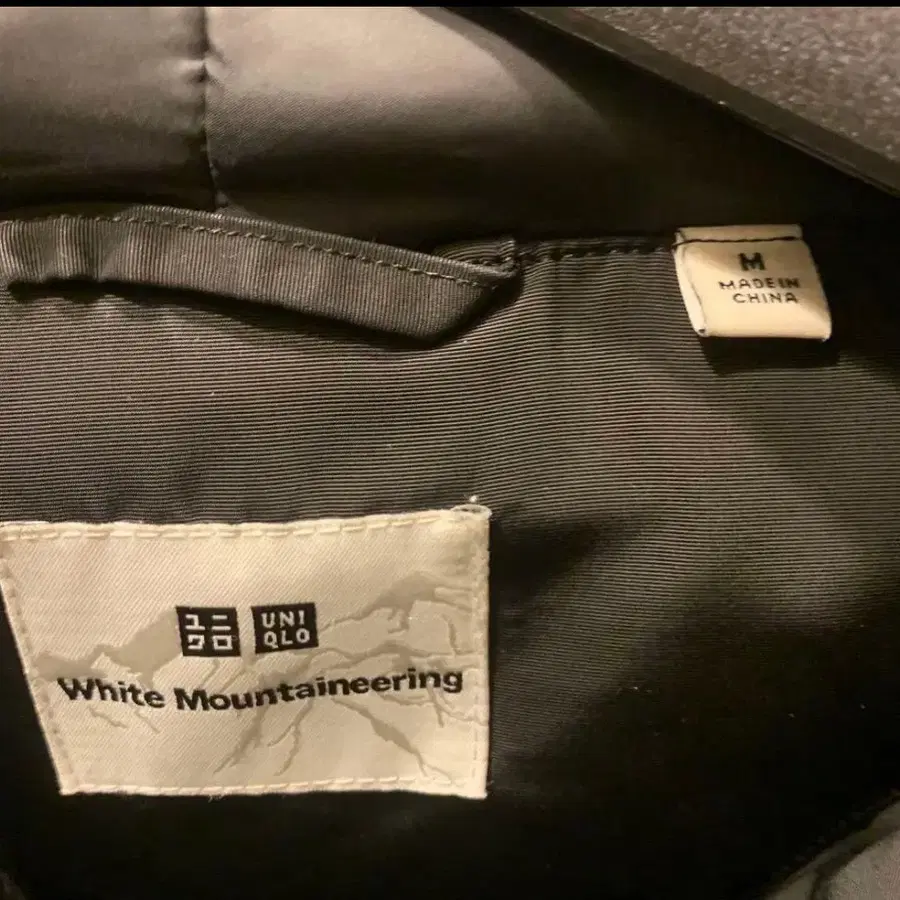 M
MADE IN
CHINA
ユニ UNI
クロ QLO
White Mountaineering